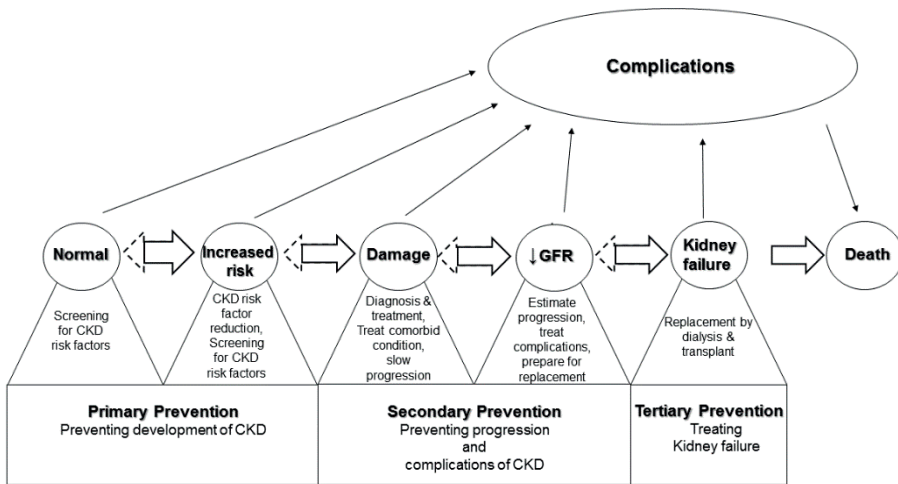 Complications
Normal
Increased
risk
Damage
↓GFR
Kidney
failure
Death
Screening
for CKD
risk factors
CKD risk
factor
reduction,
Screening
for CKD
risk factors
Diagnosis &
treatment,
Treat comorbid
condition,
slow
progression
Estimate
progression,
treat
complications,
prepare for
replacement
Replacement by
dialysis &
transplant
Primary Prevention
Preventing development of CKD
Secondary Prevention
Preventing progression
and
complications of CKD
Tertiary Prevention
Treating
Kidney failure